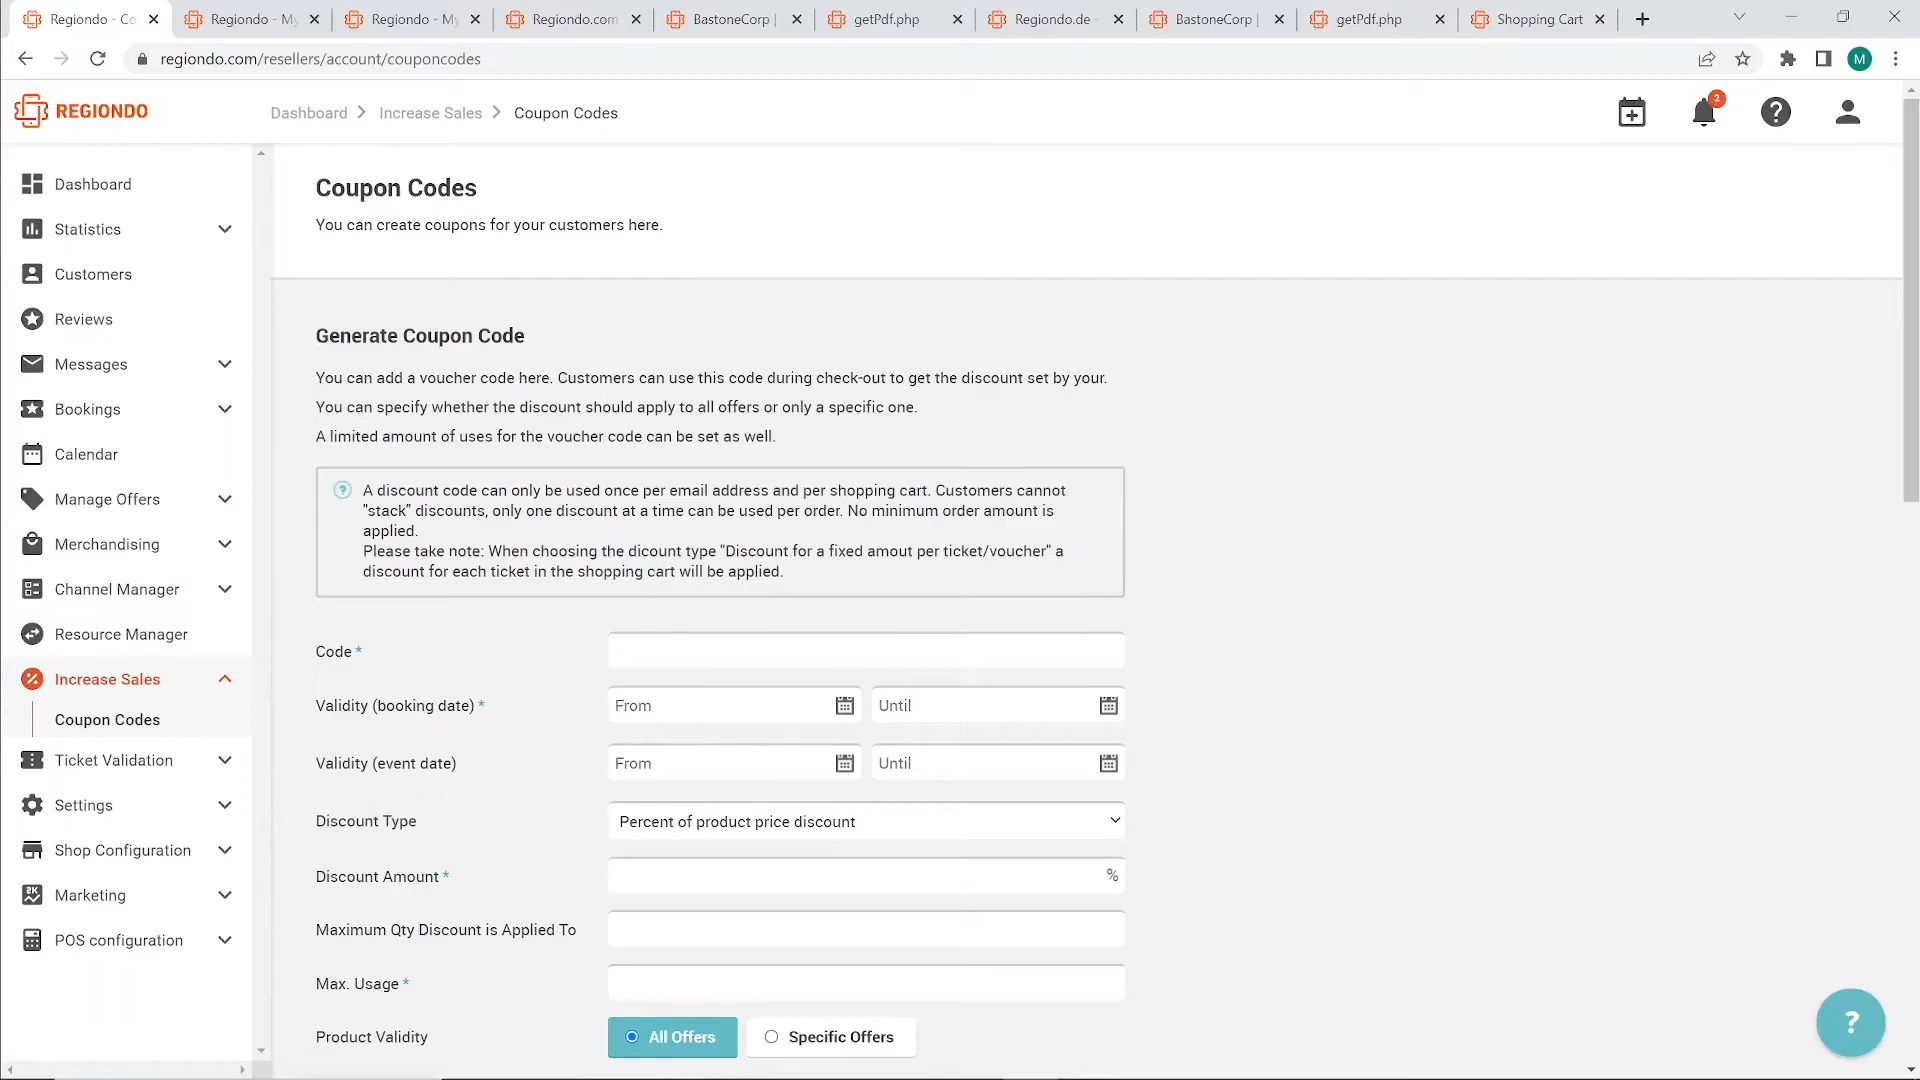 Regiondo - Co
Regiondo - My
Regiondo - My
Regiondo.com
BastoneCorp |
getPdf.php
Regiondo.de -
BastoneCorp |
getPdf.php
Shopping Cart
regiondo.com/resellers/account/couponcodes
M
REGIONDO
Dashboard
Increase Sales
Coupon Codes
2
Dashboard
Statistics
Customers
Reviews
Messages
Bookings
Calendar
Manage Offers
Merchandising
Channel Manager
Resource Manager
Increase Sales
Coupon Codes
Ticket Validation
Settings
Shop Configuration
Marketing
POS configuration
Coupon Codes
You can create coupons for your customers here.
Generate Coupon Code
You can add a voucher code here. Customers can use this code during check-out to get the discount set by your.
You can specify whether the discount should apply to all offers or only a specific one.
A limited amount of uses for the voucher code can be set as well.
? A discount code can only be used once per email address and per shopping cart. Customers cannot
"stack" discounts, only one discount at a time can be used per order. No minimum order amount is
applied.
Please take note: When choosing the dicount type "Discount for a fixed amout per ticket/voucher" a
discount for each ticket in the shopping cart will be applied.
Code *
Validity (booking date) * From Until
Validity (event date) From Until
Discount Type Percent of product price discount
Discount Amount * %
Maximum Qty Discount is Applied To
Max. Usage *
Product Validity All Offers Specific Offers
?